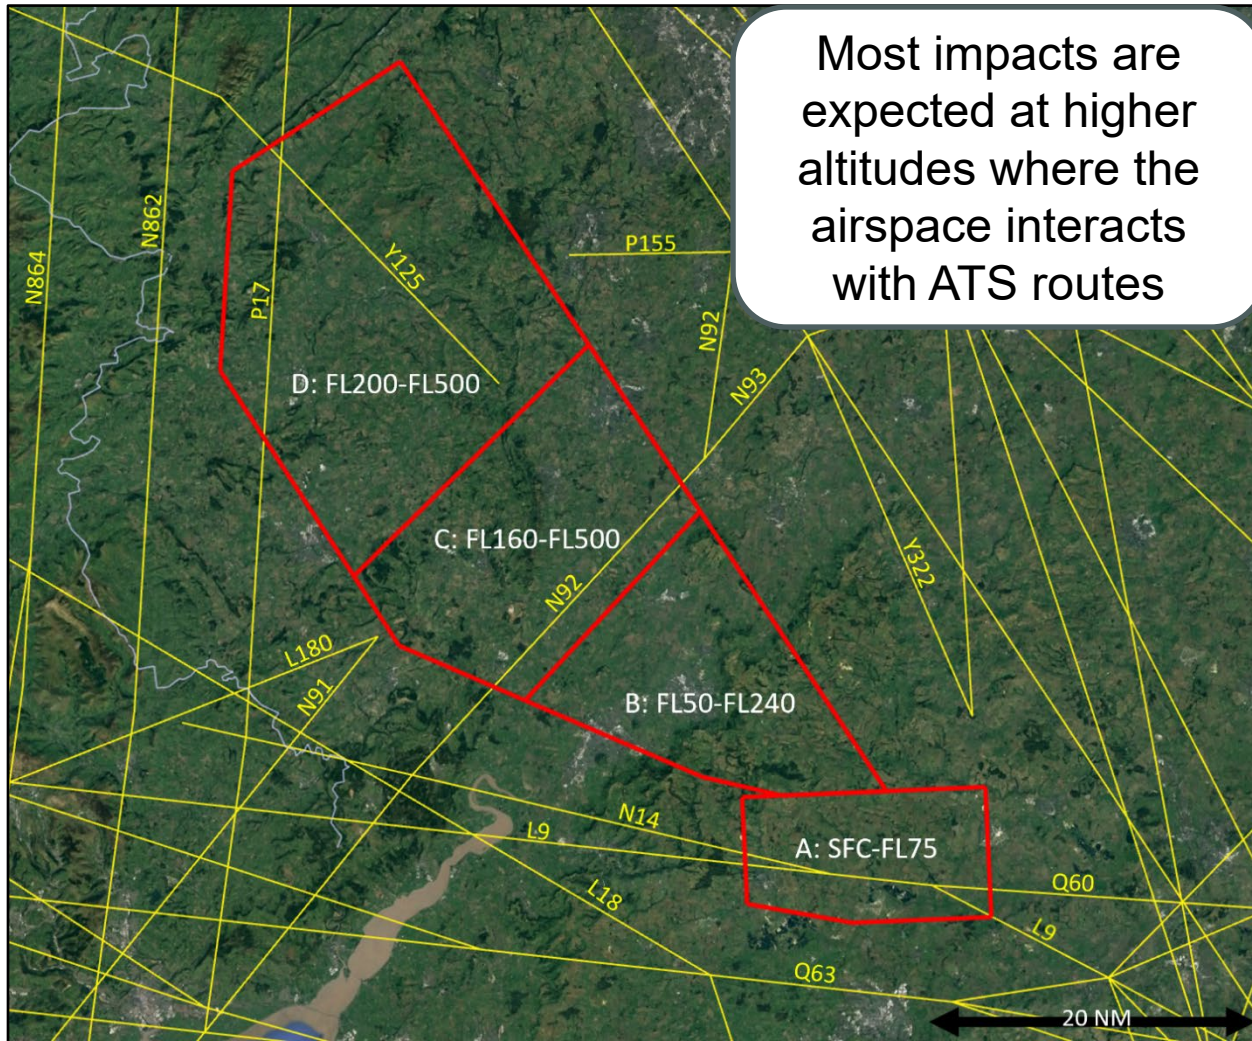 Most impacts are
expected at higher
altitudes where the
airspace interacts
with ATS routes
N864
N862
P17
Y125
P155
N92
N93
D: FL200-FL500
C: FL160-FL500
N92
Y322
L180
N91
B: FL50-FL240
N14
L9
A: SFC-FL75
L18
Q60
L9
Q63
20 NM